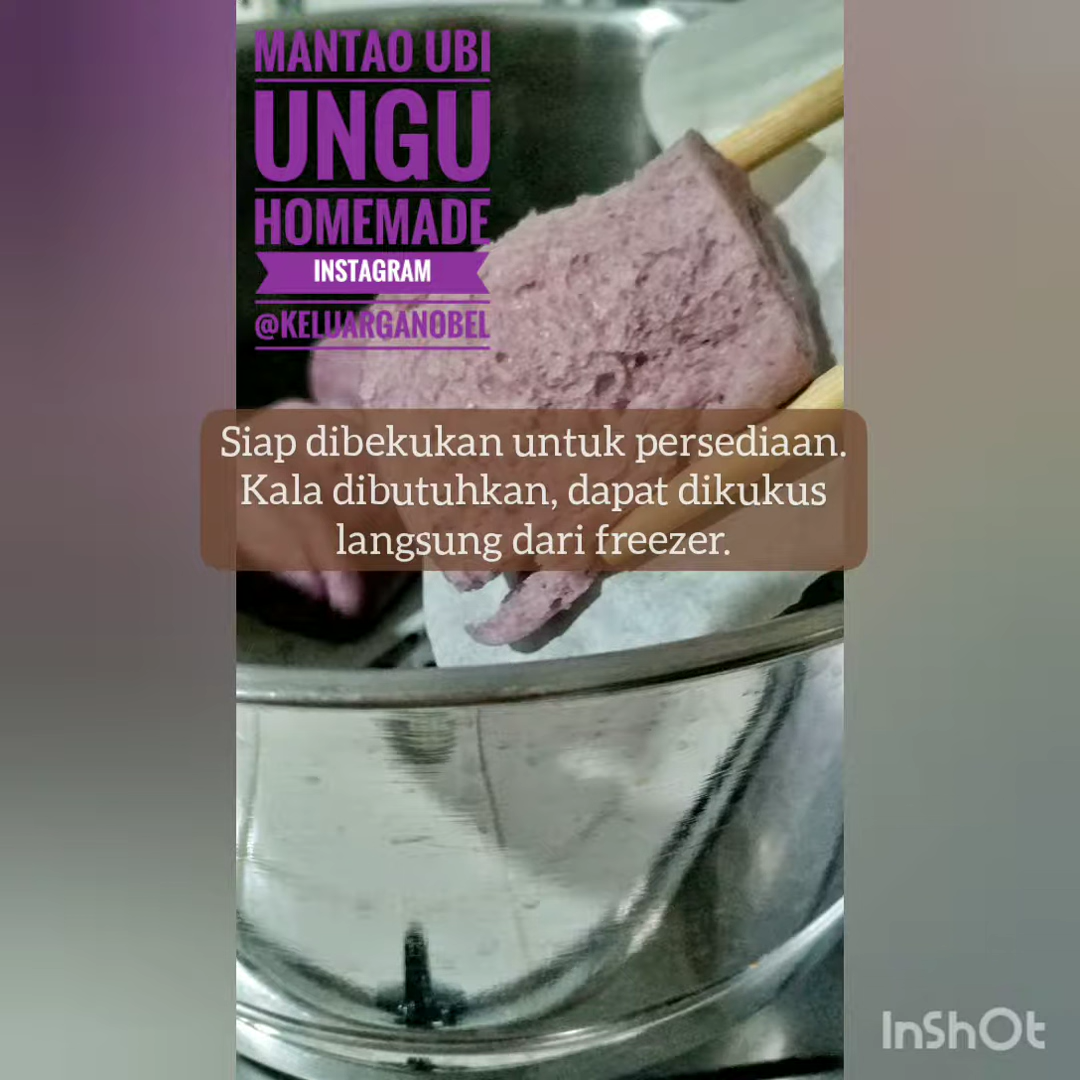 MANTAO UBI
UNGU
HOMEMADE
INSTAGRAM
@KELUARGANOBEL
Siap dibekukan untuk persediaan.
Kala dibutuhkan, dapat dikukus
langsung dari freezer.
InShOt